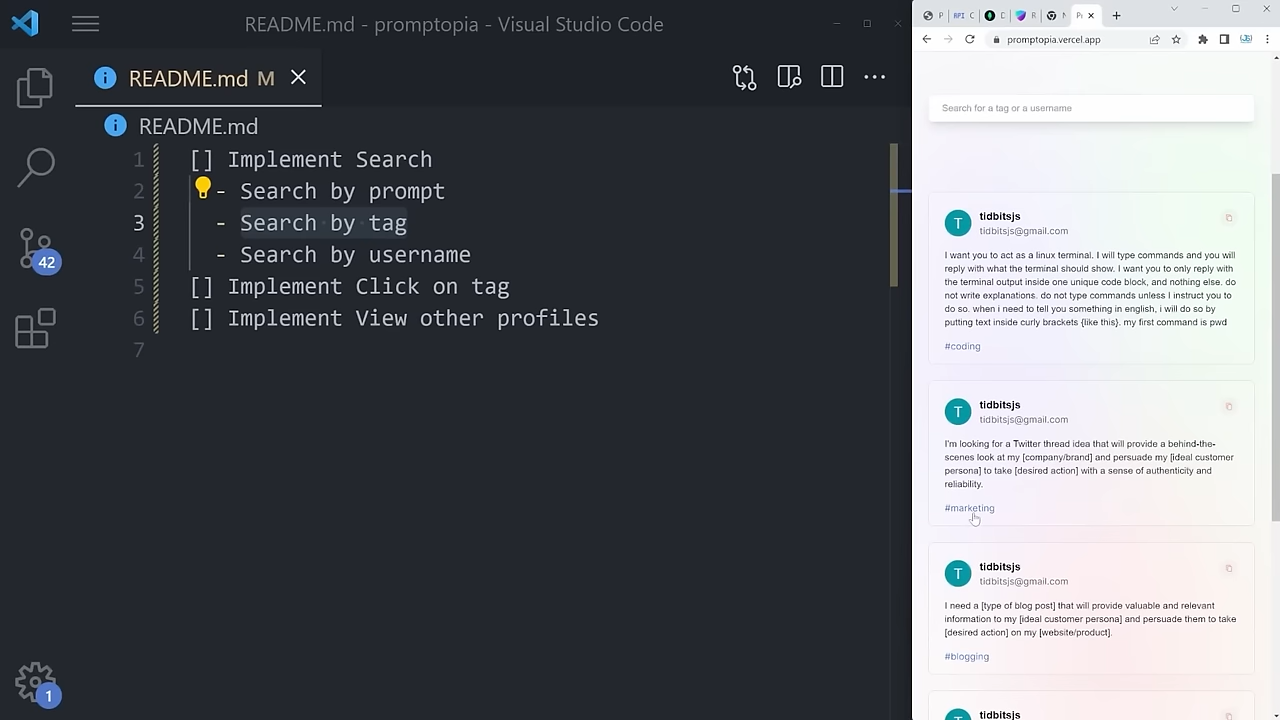 README.md - promptopia - Visual Studio Code
README.md M
README.md
1 [] Implement Search
2 - Search by prompt
3 - Search by tag
4 - Search by username
5 [] Implement Click on tag
6 [] Implement View other profiles
7
42
1
P
API C
D
R
N
Pr
promptopia.vercel.app
Search for a tag or a username
T
tidbitsjs
tidbitsjs@gmail.com
I want you to act as a linux terminal. I will type commands and you will
reply with what the terminal should show. I want you to only reply with
the terminal output inside one unique code block, and nothing else. do
not write explanations. do not type commands unless I instruct you to
do so. when i need to tell you something in english, i will do so by
putting text inside curly brackets {like this}. my first command is pwd
#coding
T
tidbitsjs
tidbitsjs@gmail.com
I'm looking for a Twitter thread idea that will provide a behind-the-
scenes look at my [company/brand] and persuade my [ideal customer
persona] to take [desired action] with a sense of authenticity and
reliability.
#marketing
T
tidbitsjs
tidbitsjs@gmail.com
I need a [type of blog post] that will provide valuable and relevant
information to my [ideal customer persona] and persuade them to take
[desired action] on my [website/product].
#blogging
T
tidbitsjs